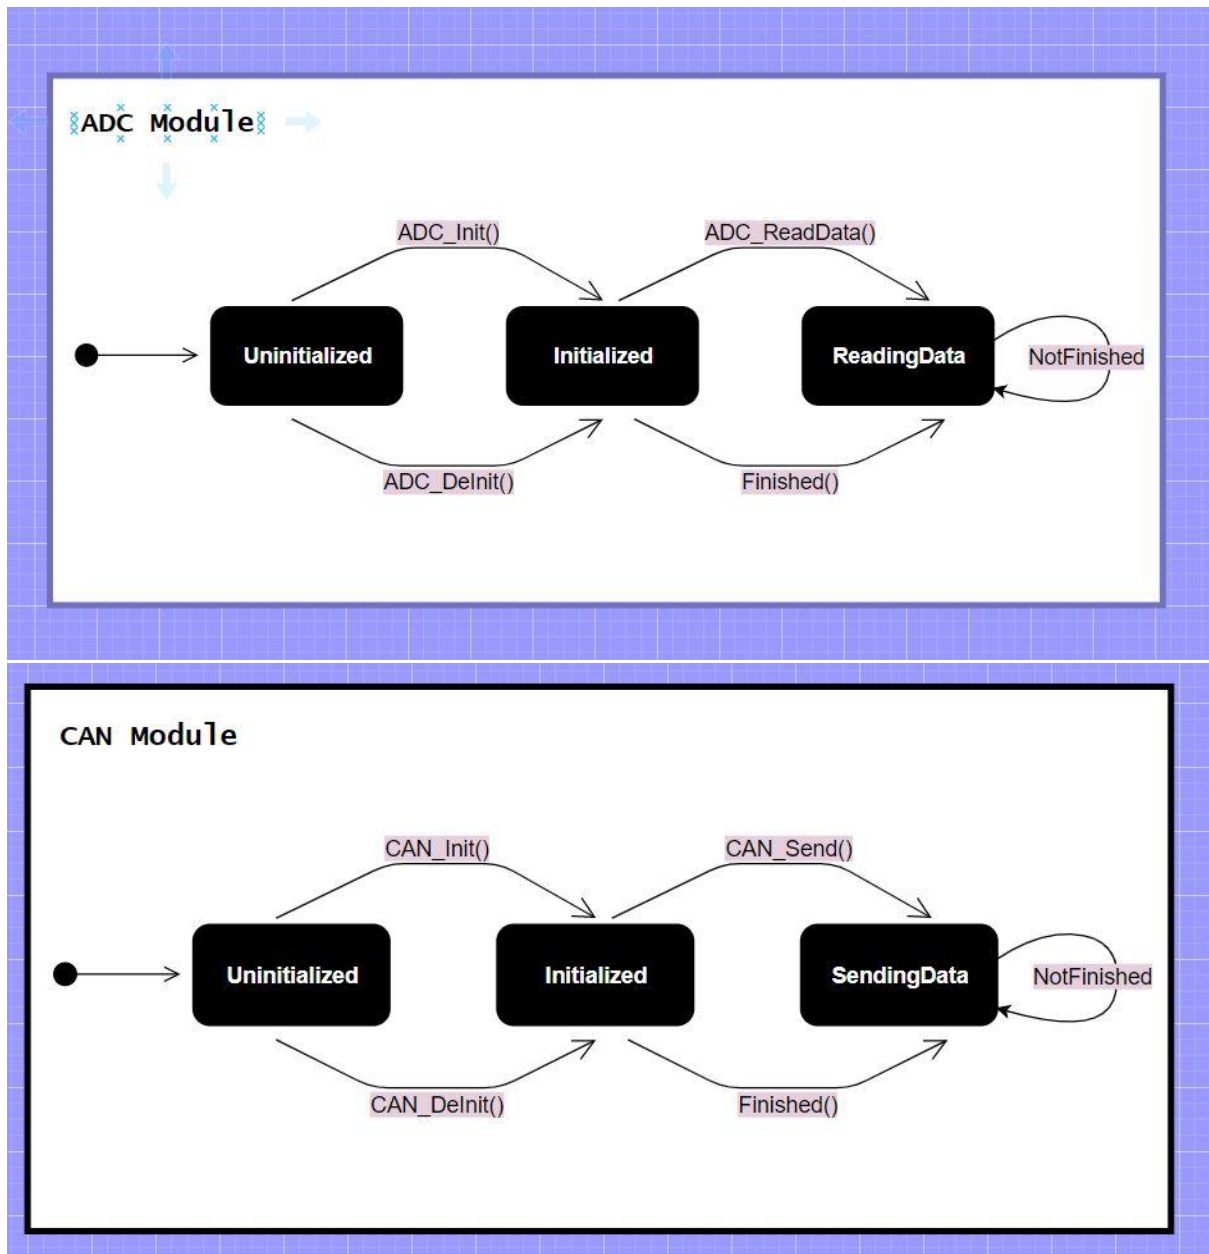 ADC Module
ADC_Init()
ADC_ReadData()
Uninitialized
Initialized
ReadingData
NotFinished
ADC_DeInit()
Finished()
CAN Module
CAN_Init()
CAN_Send()
Uninitialized
Initialized
SendingData
NotFinished
CAN_DeInit()
Finished()